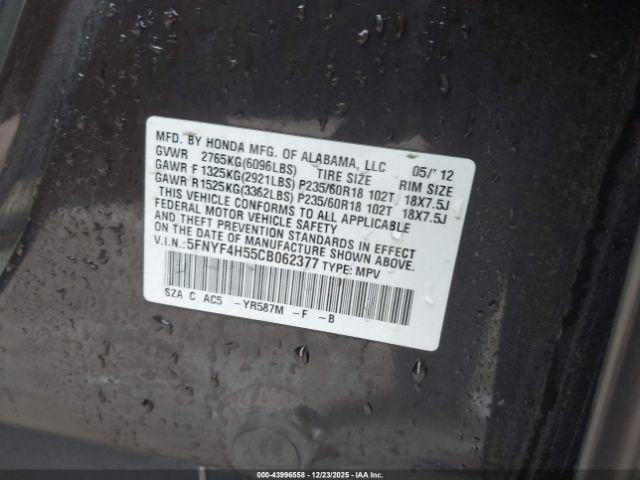 MFD. BY HONDA MFG. OF ALABAMA, LLC 05/'12
GVWR 2765KG(6096LBS) TIRE SIZE RIM SIZE
GAWR F 1325KG(2921LBS) P235/60R18 102T 18X7.5J
GAWR R 1525KG(3362LBS) P235/60R18 102T 18X7.5J
THIS VEHICLE CONFORMS TO ALL APPLICABLE
FEDERAL MOTOR VEHICLE SAFETY
AND THEFT PREVENTION STANDARDS IN EFFECT
ON THE DATE OF MANUFACTURE SHOWN ABOVE.
V.I.N.: 5FNYF4H55CB062377 TYPE: MPV
SZA C AC5 -YR587M -F -B
00-43996558 - 12/23/2025 - IAA Inc.